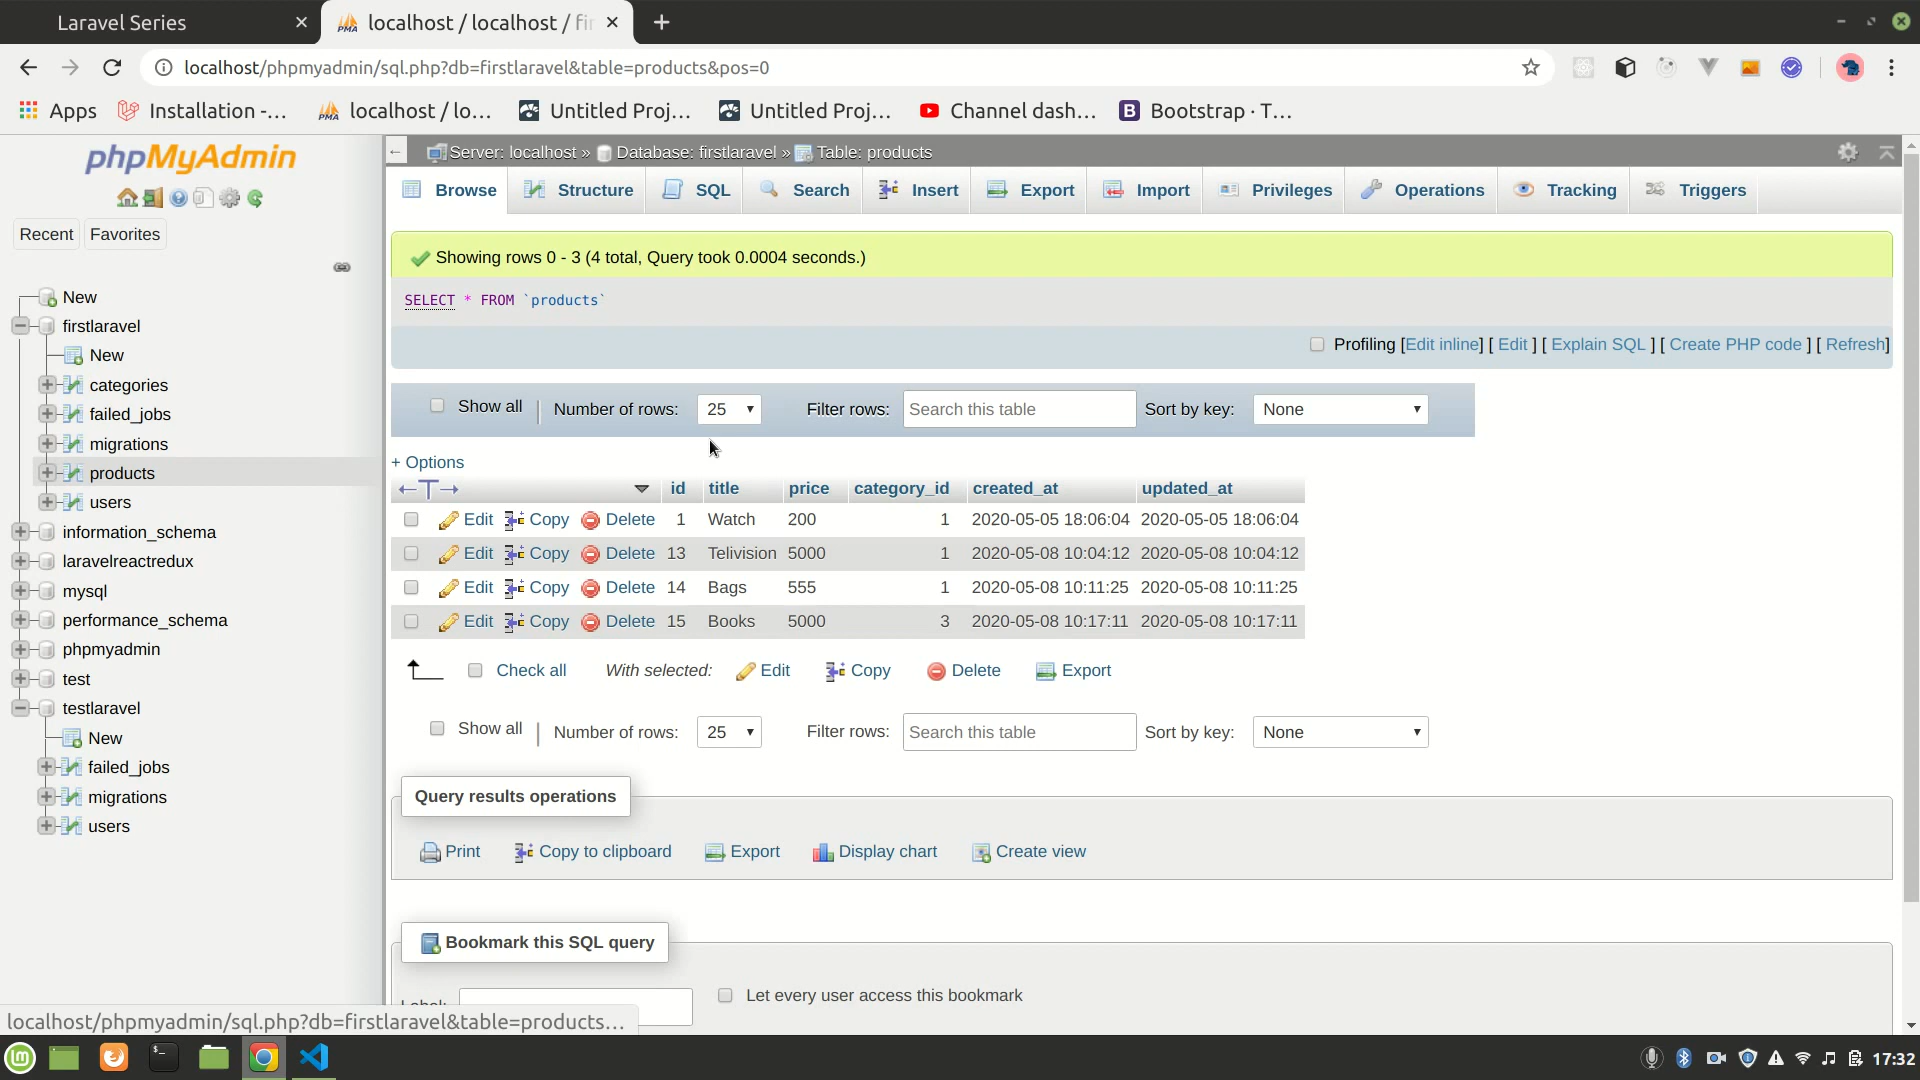 Laravel Series
localhost / localhost / fir
localhost/phpmyadmin/sql.php?db=firstlaravel&table=products&pos=0
Apps
Installation -...
localhost / lo...
Untitled Proj...
Untitled Proj...
Channel dash...
Bootstrap · T...
phpMyAdmin
Recent
Favorites
New
firstlaravel
New
categories
failed_jobs
migrations
products
users
information_schema
laravelreactredux
mysql
performance_schema
phpmyadmin
test
testlaravel
New
failed_jobs
migrations
users
Server: localhost » Database: firstlaravel » Table: products
Browse Structure SQL Search Insert Export Import Privileges Operations Tracking Triggers
Showing rows 0 - 3 (4 total, Query took 0.0004 seconds.)
SELECT * FROM `products`
Profiling [Edit inline] [ Edit ] [ Explain SQL ] [ Create PHP code ] [ Refresh]
Show all | Number of rows: 25 Filter rows: Search this table Sort by key: None
+ Options
id title price category_id created_at updated_at
Edit Copy Delete 1 Watch 200 1 2020-05-05 18:06:04 2020-05-05 18:06:04
Edit Copy Delete 13 Telivision 5000 1 2020-05-08 10:04:12 2020-05-08 10:04:12
Edit Copy Delete 14 Bags 555 1 2020-05-08 10:11:25 2020-05-08 10:11:25
Edit Copy Delete 15 Books 5000 3 2020-05-08 10:17:11 2020-05-08 10:17:11
Check all With selected: Edit Copy Delete Export
Show all | Number of rows: 25 Filter rows: Search this table Sort by key: None
Query results operations
Print Copy to clipboard Export Display chart Create view
Bookmark this SQL query
Label: Let every user access this bookmark
localhost/phpmyadmin/sql.php?db=firstlaravel&table=products...
17:32